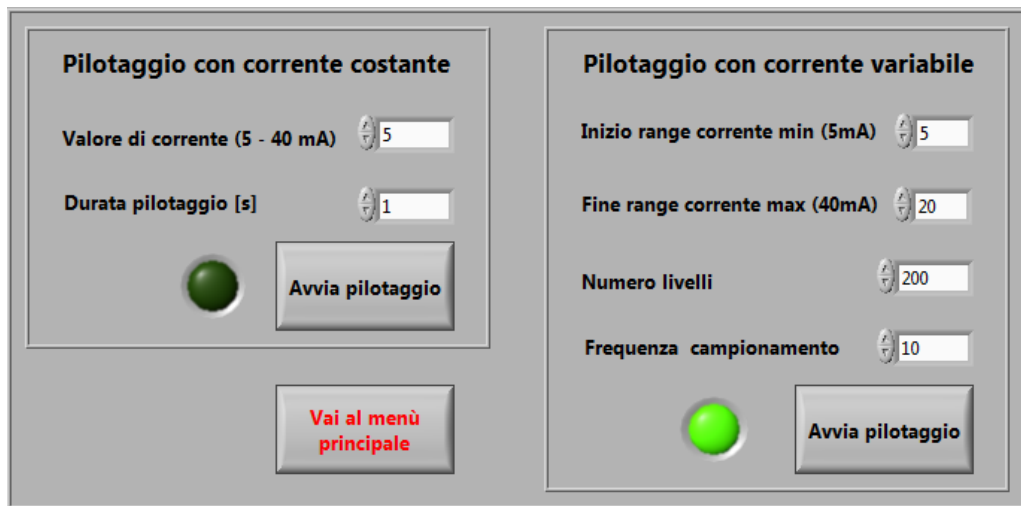 Pilotaggio con corrente costante
Valore di corrente (5 - 40 mA) 5
Durata pilotaggio [s] 1
Avvia pilotaggio
Vai al menù
principale
Pilotaggio con corrente variabile
Inizio range corrente min (5mA) 5
Fine range corrente max (40mA) 20
Numero livelli 200
Frequenza campionamento 10
Avvia pilotaggio